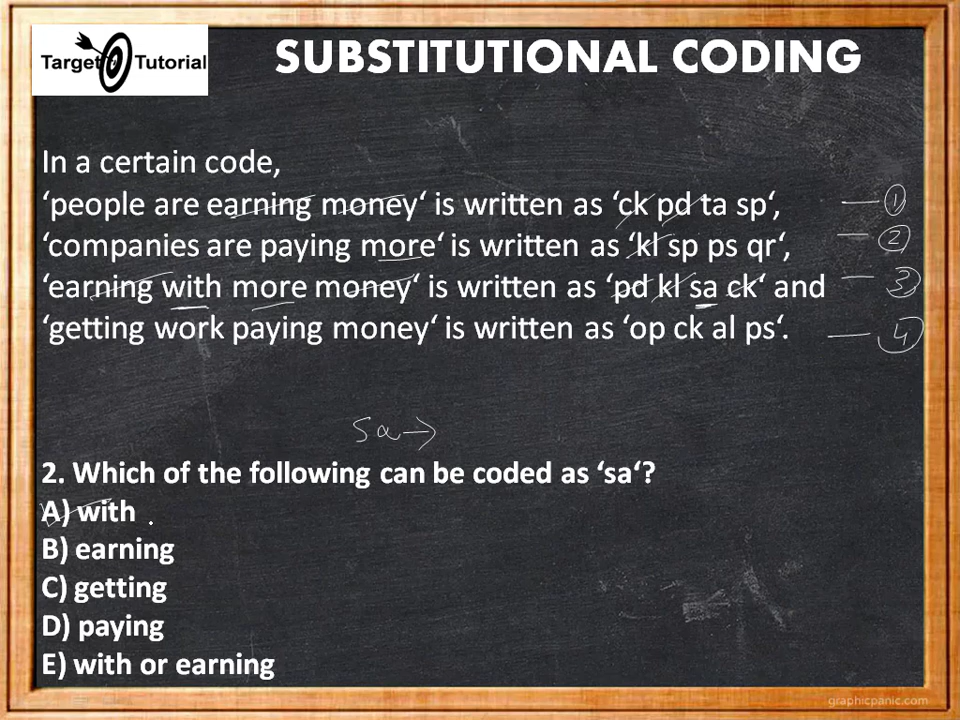 Target Tutorial
SUBSTITUTIONAL CODING
In a certain code,
‘people are earning money‘ is written as ‘ck pd ta sp‘, — 1
‘companies are paying more‘ is written as ‘kl sp ps qr‘, — 2
‘earning with more money‘ is written as ‘pd kl sa ck‘ and — 3
‘getting work paying money‘ is written as ‘op ck al ps‘. — 4
sa →
2. Which of the following can be coded as ‘sa‘?
A) with
B) earning
C) getting
D) paying
E) with or earning
graphicpanic.com